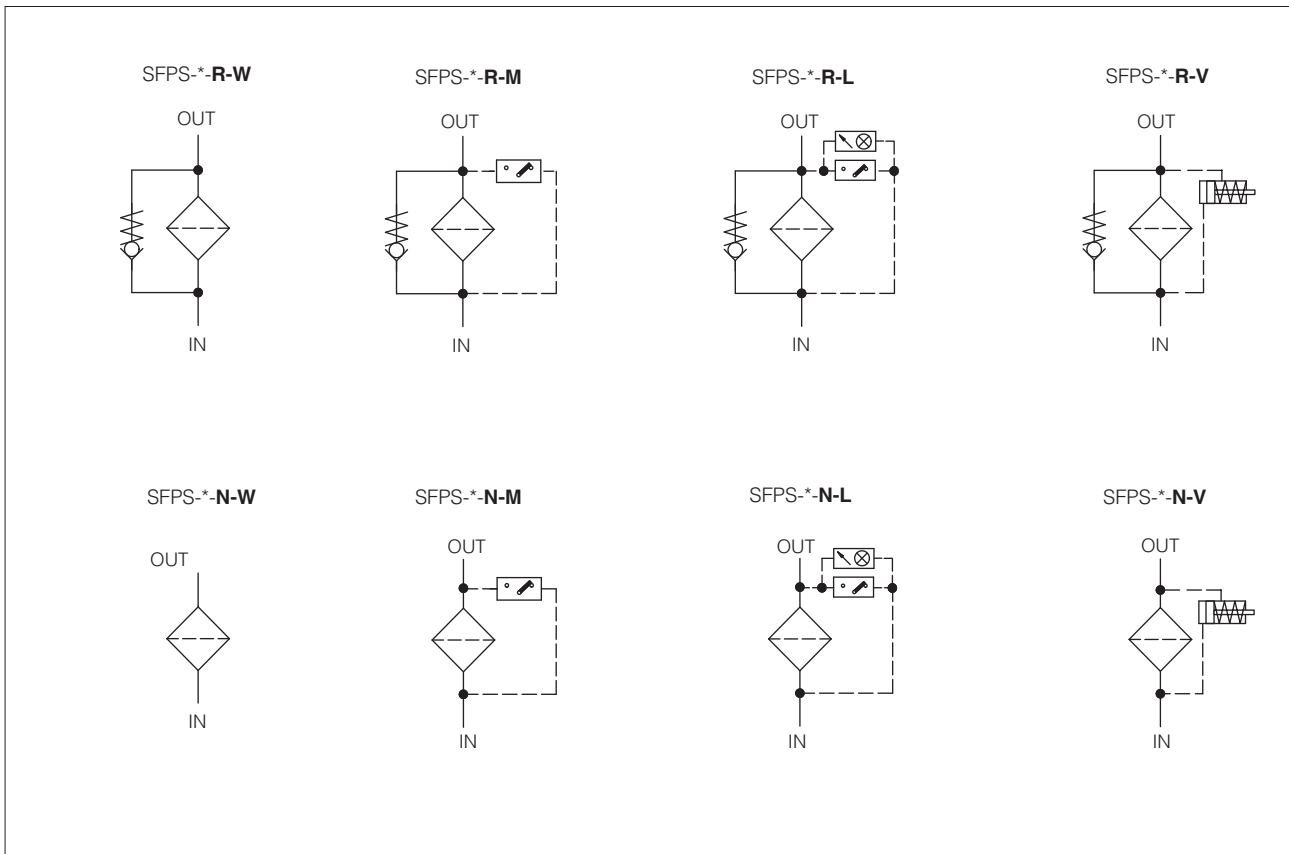 SFPS-*-R-W
SFPS-*-R-M
SFPS-*-R-L
SFPS-*-R-V
OUT
OUT
OUT
OUT
IN
IN
IN
IN
SFPS-*-N-W
SFPS-*-N-M
SFPS-*-N-L
SFPS-*-N-V
OUT
OUT
OUT
OUT
IN
IN
IN
IN